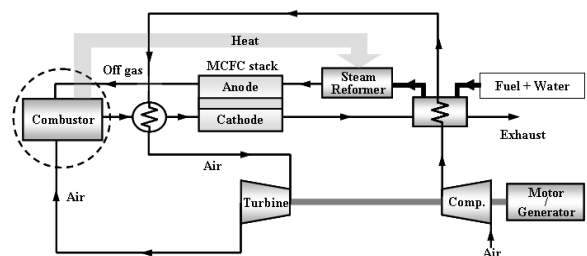 Heat
Off gas
MCFC stack
Anode
Cathode
Steam
Reformer
Fuel + Water
Combustor
Exhaust
Air
Air
Turbine
Comp.
Motor
/
Generator
Air